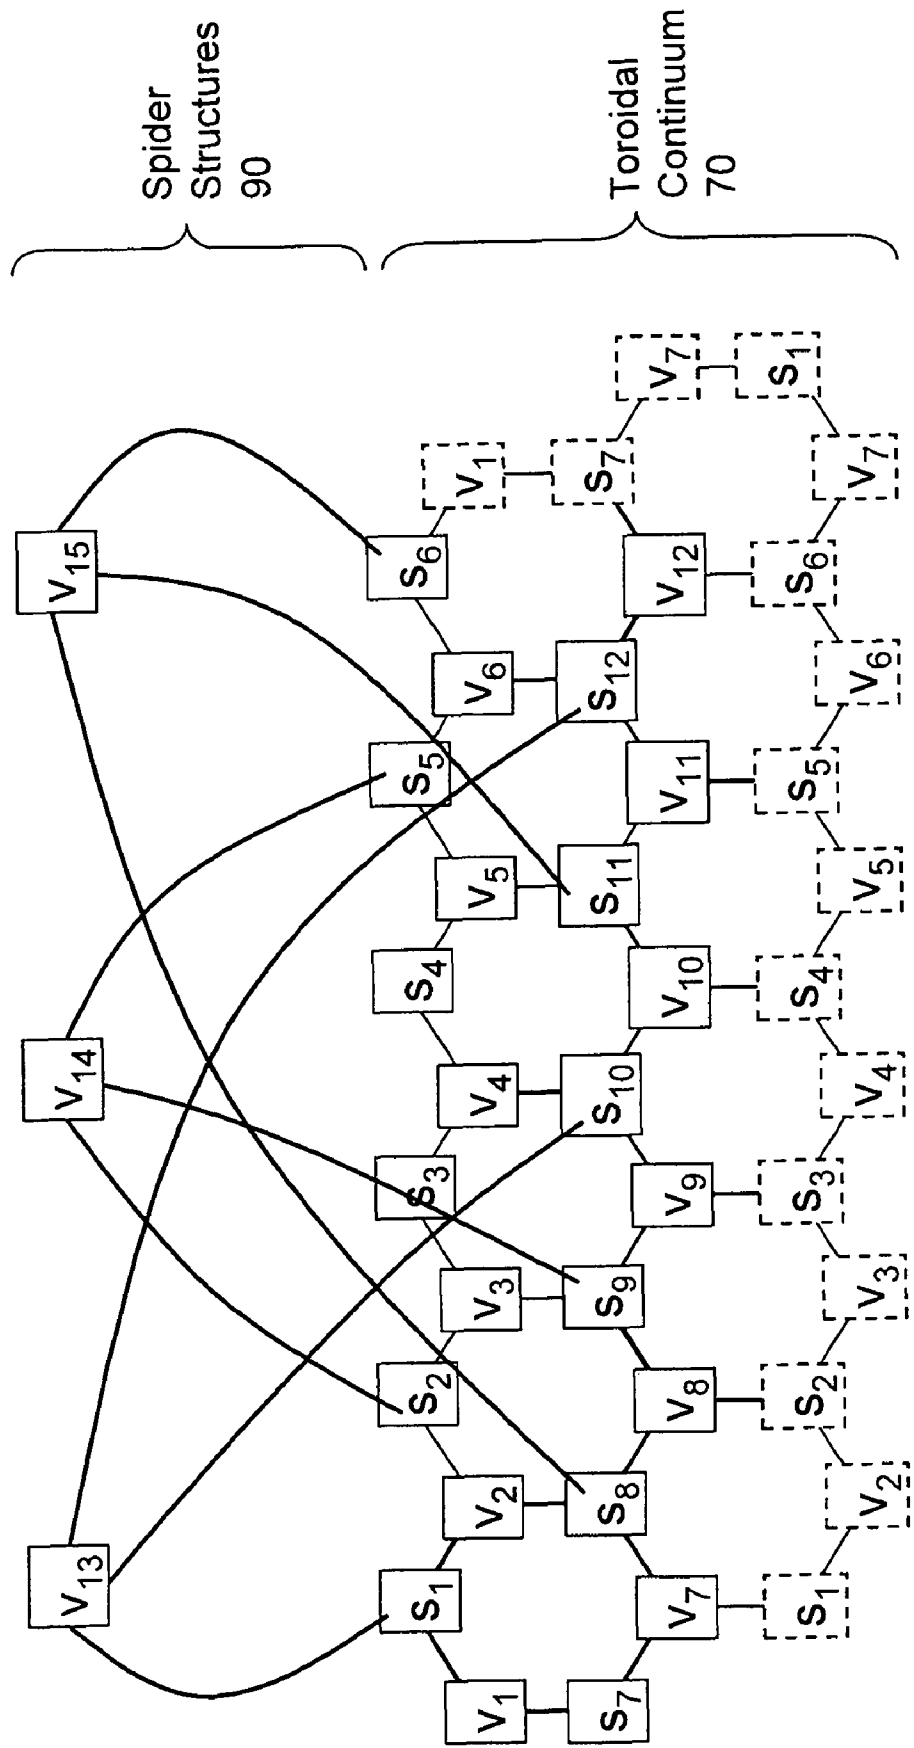 V13 V14 V15
Spider
Structures
90
S1 S2 S3 S4 S5 S6
V1 V2 V3 V4 V5 V6 V1
S7 S8 S9 S10 S11 S12 S7
V7 V8 V9 V10 V11 V12 V7
Toroidal
Continuum
70
S1 S2 S3 S4 S5 S6 S1
V2 V3 V4 V5 V6 V7